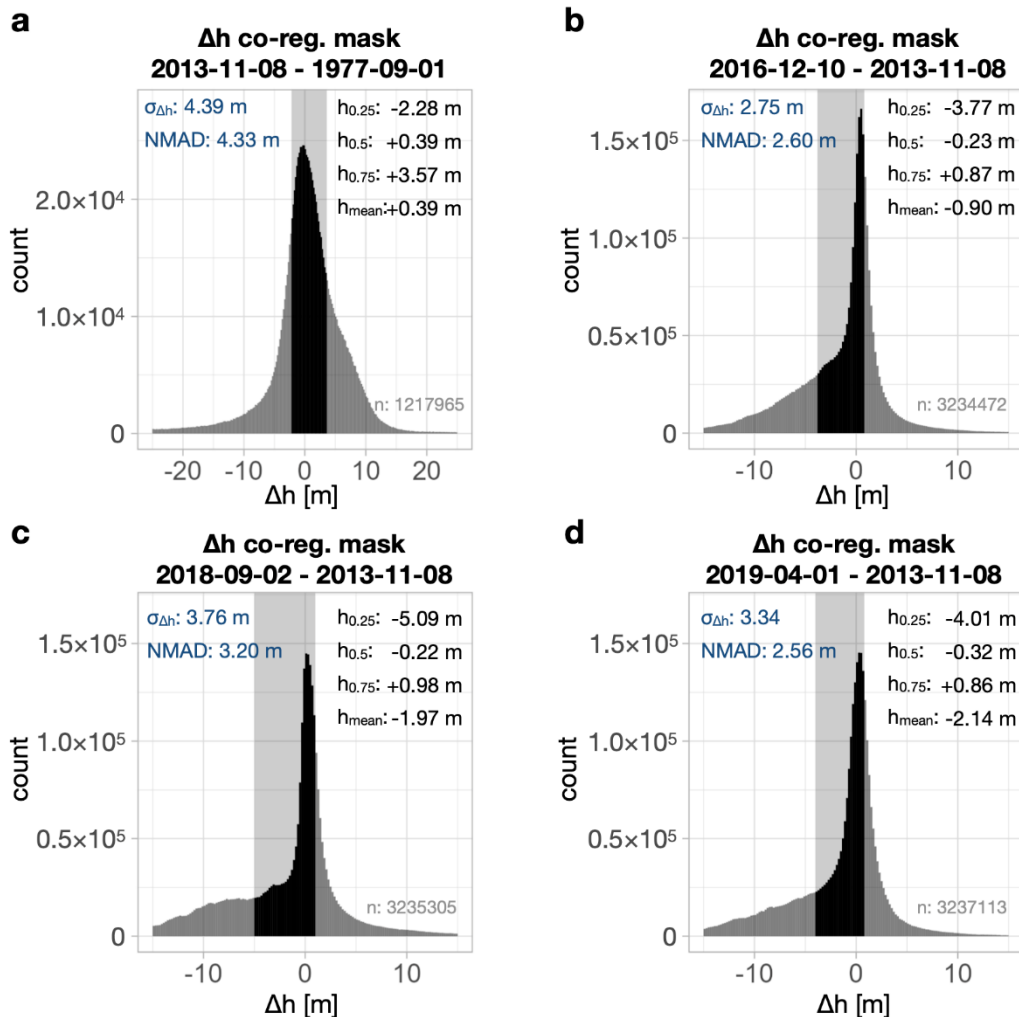 a
Δh co-reg. mask
2013-11-08 - 1977-09-01
σΔh: 4.39 m
NMAD: 4.33 m
h0.25: -2.28 m
h0.5: +0.39 m
h0.75: +3.57 m
hmean:+0.39 m
2.0×10⁴
1.0×10⁴
0
count
n: 1217965
-20 -10 0 10 20
Δh [m]
b
Δh co-reg. mask
2016-12-10 - 2013-11-08
σΔh: 2.75 m
NMAD: 2.60 m
h0.25: -3.77 m
h0.5: -0.23 m
h0.75: +0.87 m
hmean: -0.90 m
1.5×10⁵
1.0×10⁵
0.5×10⁵
0
count
n: 3234472
-10 0 10
Δh [m]
c
Δh co-reg. mask
2018-09-02 - 2013-11-08
σΔh: 3.76 m
NMAD: 3.20 m
h0.25: -5.09 m
h0.5: -0.22 m
h0.75: +0.98 m
hmean: -1.97 m
1.5×10⁵
1.0×10⁵
0.5×10⁵
0
count
n: 3235305
-10 0 10
Δh [m]
d
Δh co-reg. mask
2019-04-01 - 2013-11-08
σΔh: 3.34
NMAD: 2.56 m
h0.25: -4.01 m
h0.5: -0.32 m
h0.75: +0.86 m
hmean: -2.14 m
1.5×10⁵
1.0×10⁵
0.5×10⁵
0
count
n: 3237113
-10 0 10
Δh [m]